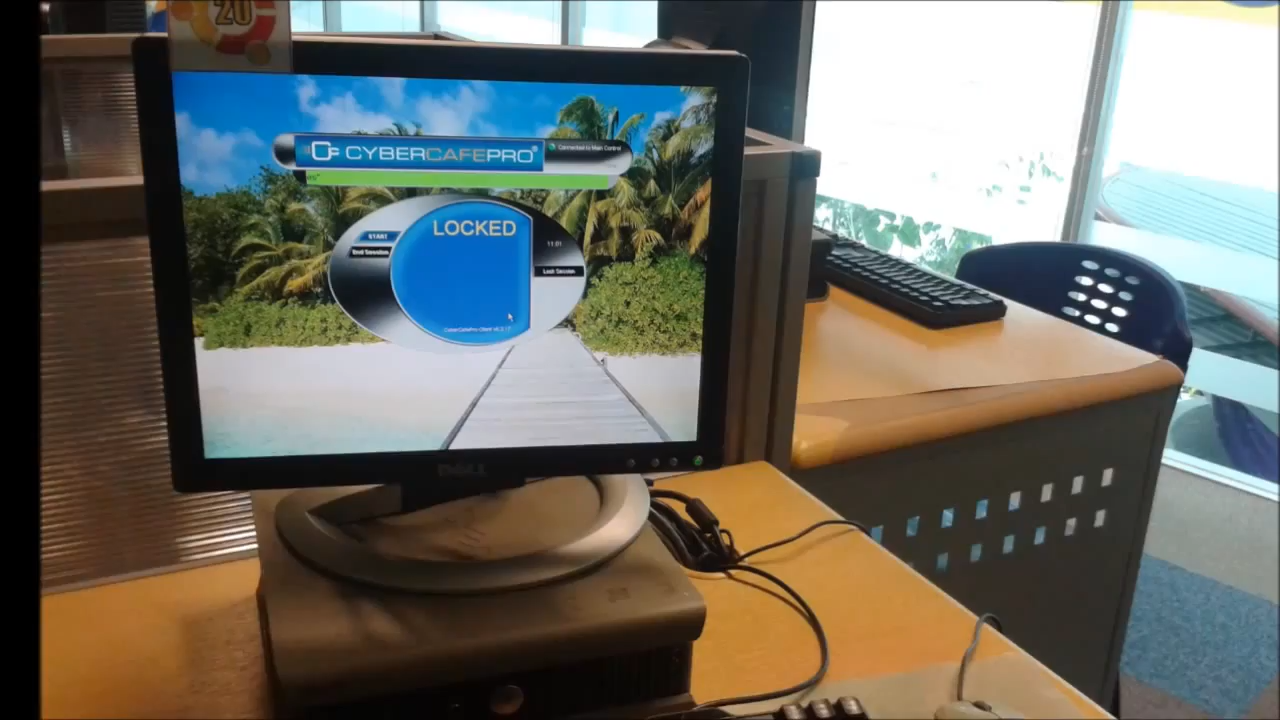 20
CYBERCAFEPRO®
Connected to Main Control
LOCKED
START
End Session
11:01
Lock Session
DELL